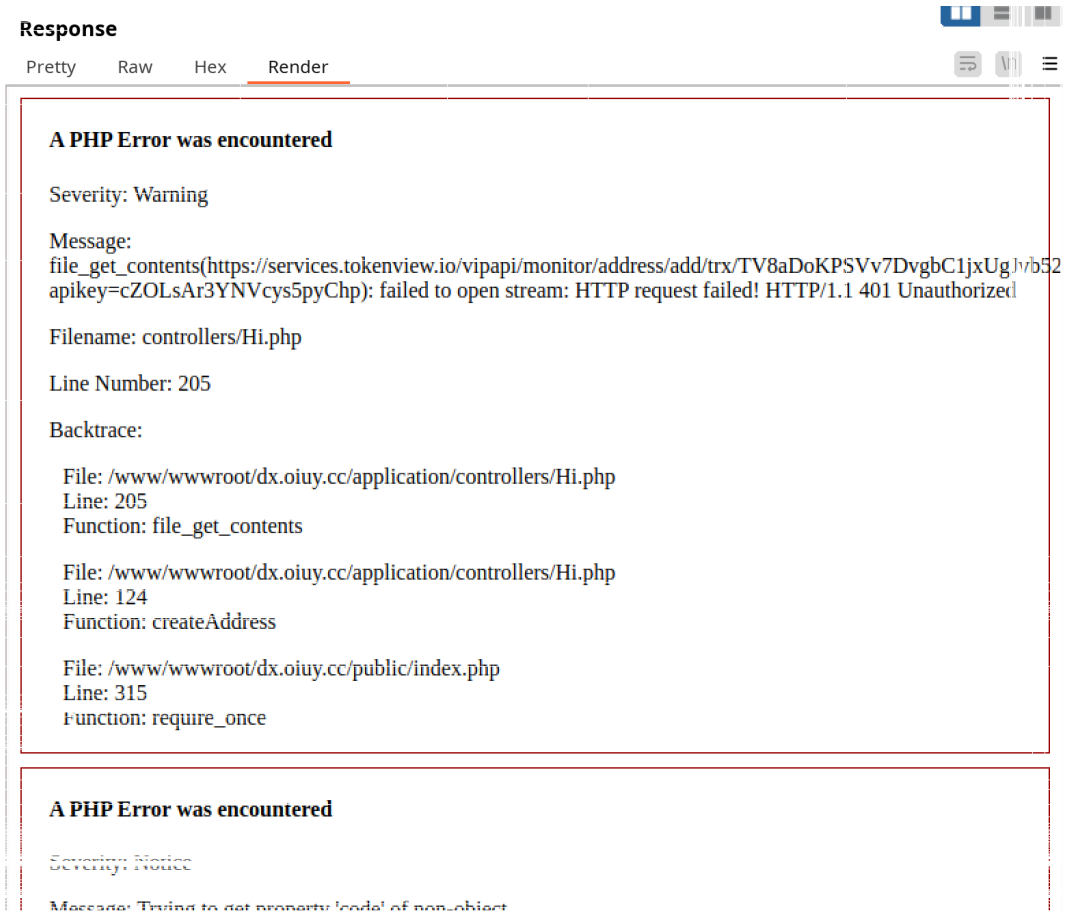 Response
Pretty Raw Hex Render
\n
A PHP Error was encountered
Severity: Warning
Message:
file_get_contents(https://services.tokenview.io/vipapi/monitor/address/add/trx/TV8aDoKPSVv7DvgbC1jxUgJvb52
apikey=cZOLsAr3YNVcys5pyChp): failed to open stream: HTTP request failed! HTTP/1.1 401 Unauthorized
Filename: controllers/Hi.php
Line Number: 205
Backtrace:
File: /www/wwwroot/dx.oiuy.cc/application/controllers/Hi.php
Line: 205
Function: file_get_contents
File: /www/wwwroot/dx.oiuy.cc/application/controllers/Hi.php
Line: 124
Function: createAddress
File: /www/wwwroot/dx.oiuy.cc/public/index.php
Line: 315
Function: require_once
A PHP Error was encountered
Severity: Notice
Message: Trying to get property 'code' of non-object